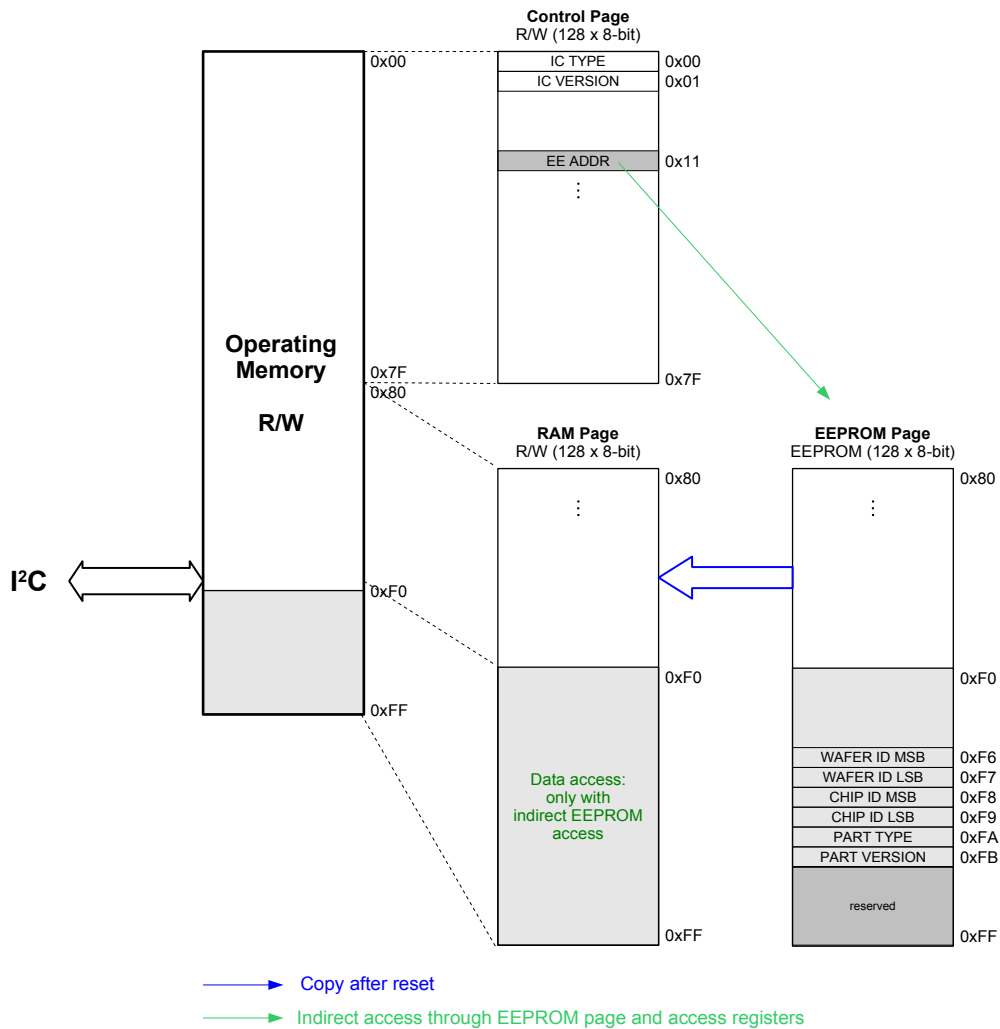 Control Page
R/W (128 x 8-bit)
0x00
IC TYPE
0x00
IC VERSION
0x01
EE ADDR
0x11
⋮
Operating
Memory
R/W
0x7F
0x80
0x7F
RAM Page
R/W (128 x 8-bit)
EEPROM Page
EEPROM (128 x 8-bit)
0x80
0x80
⋮
⋮
I²C
0xF0
0xF0
0xF0
0xFF
Data access:
only with
indirect EEPROM
access
WAFER ID MSB
0xF6
WAFER ID LSB
0xF7
CHIP ID MSB
0xF8
CHIP ID LSB
0xF9
PART TYPE
0xFA
PART VERSION
0xFB
reserved
0xFF
0xFF
Copy after reset
Indirect access through EEPROM page and access registers